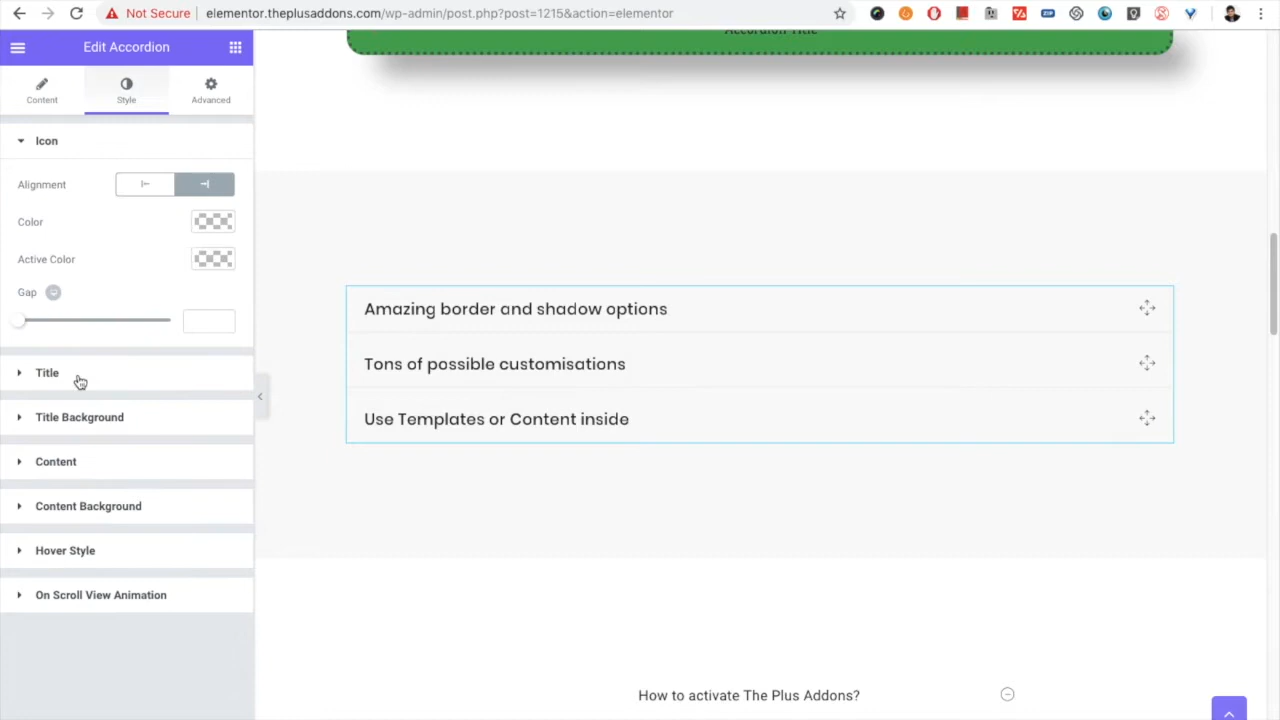 Not Secure
elementor.theplusaddons.com/wp-admin/post.php?post=1215&action=elementor
Edit Accordion
Content
Style
Advanced
Icon
Alignment
Color
Active Color
Gap
Title
Title Background
Content
Content Background
Hover Style
On Scroll View Animation
Accordion Title
Amazing border and shadow options
Tons of possible customisations
Use Templates or Content inside
How to activate The Plus Addons?